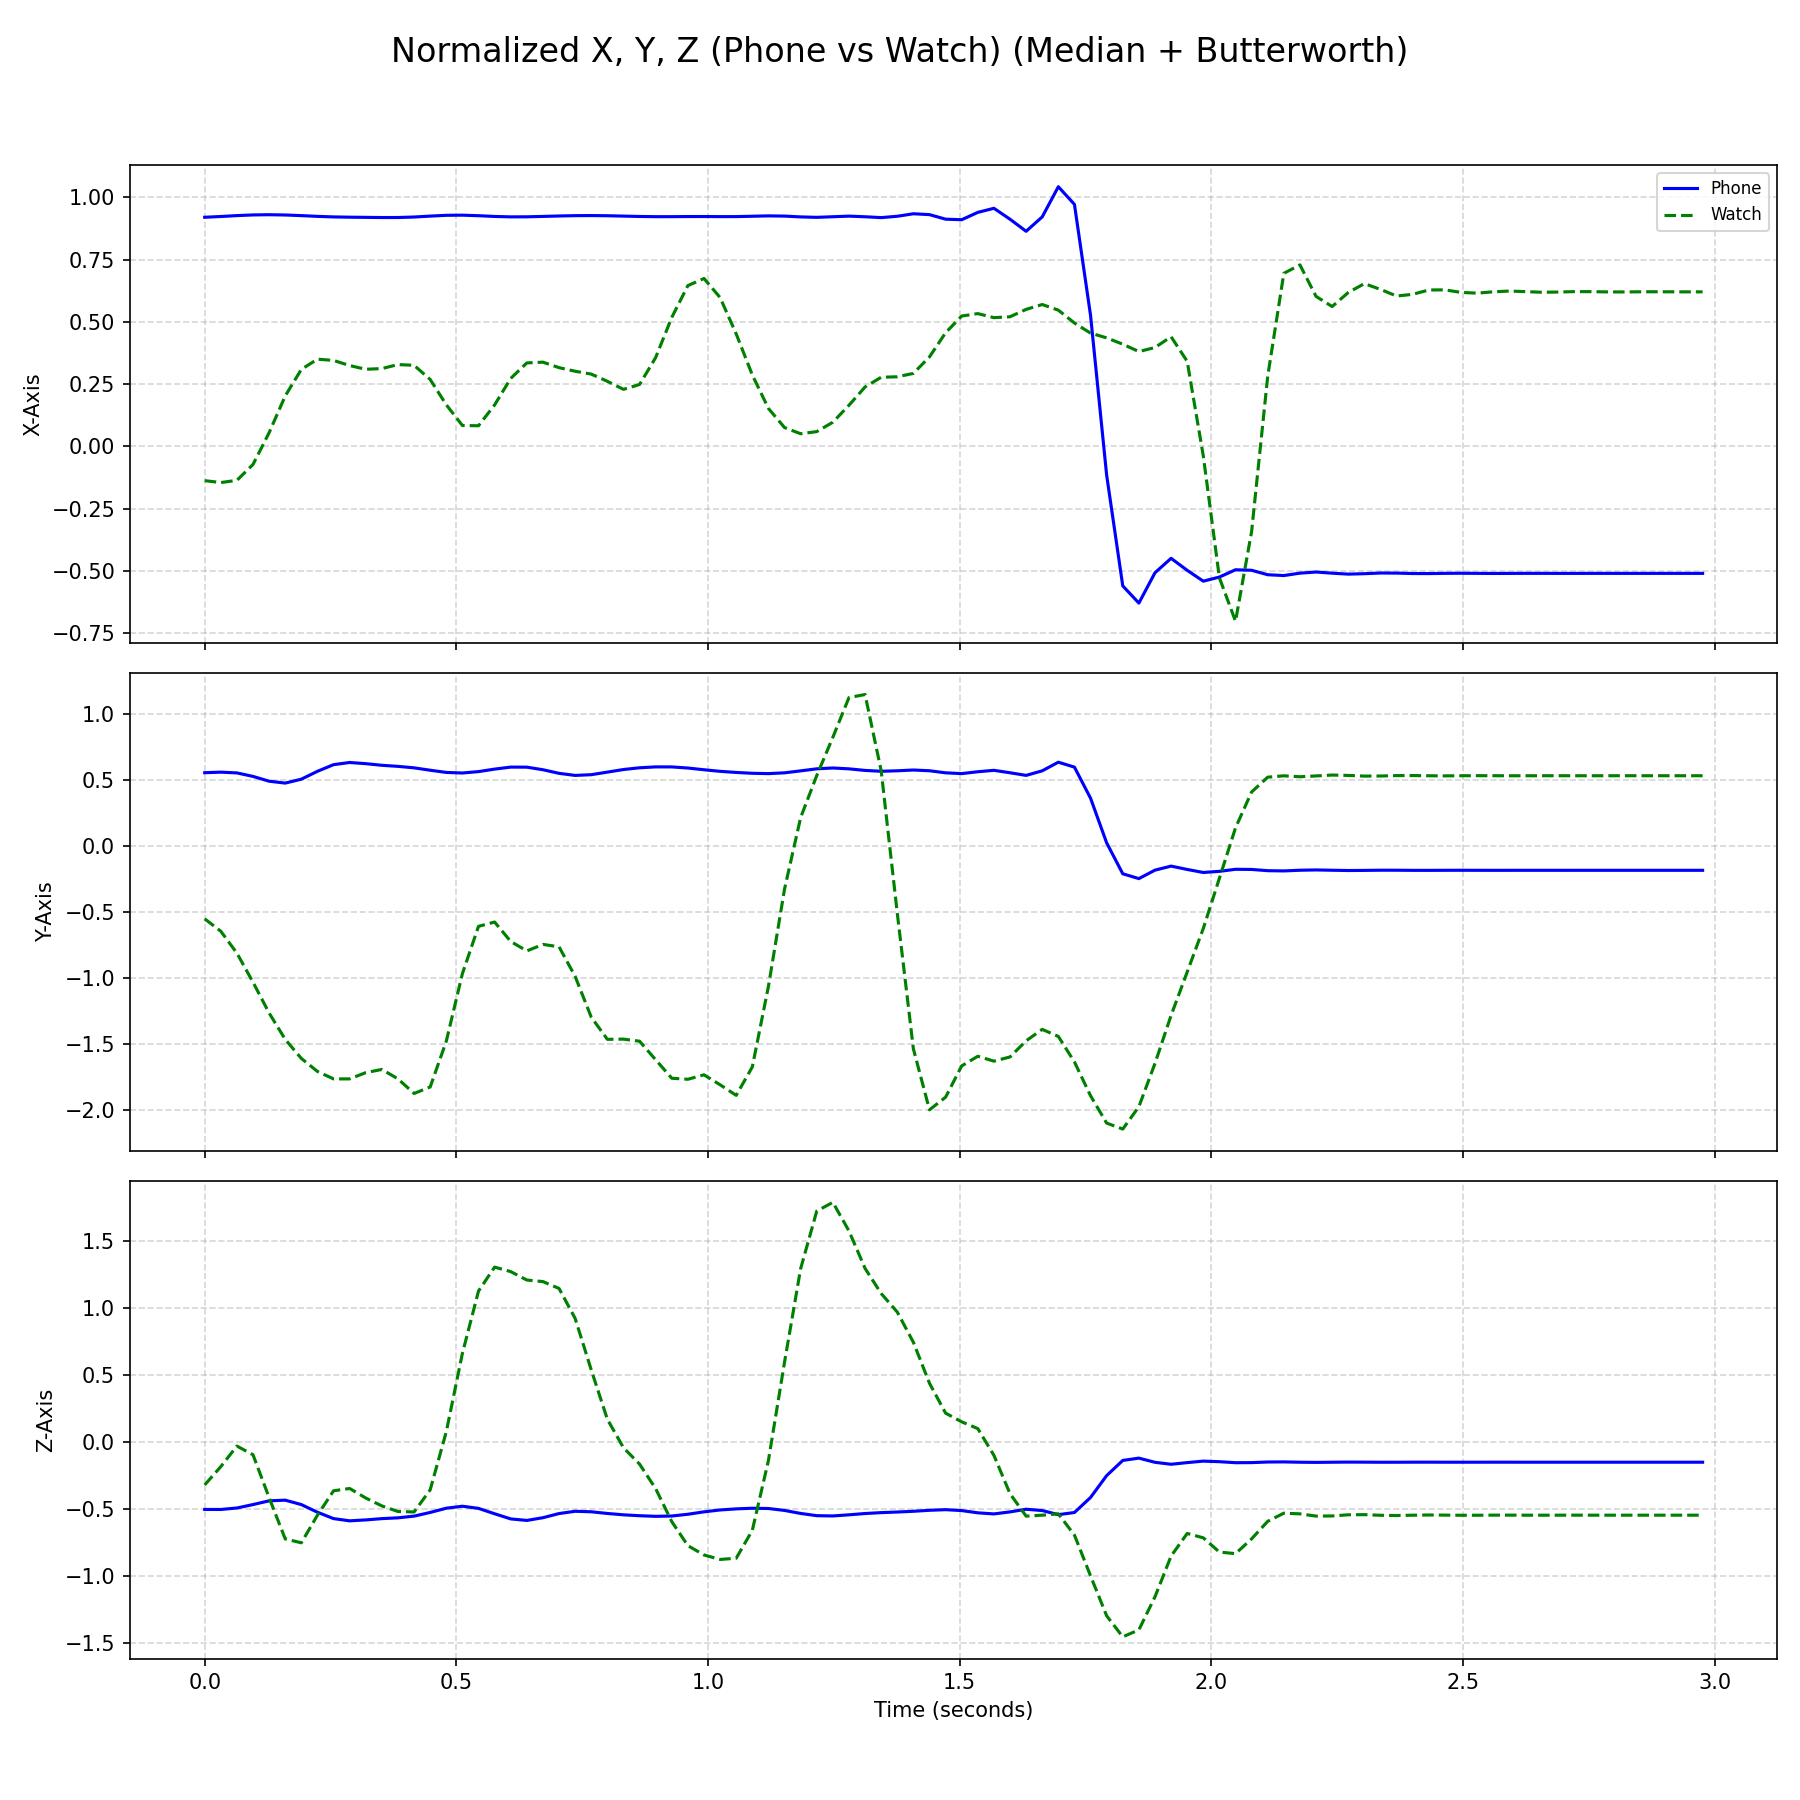 Normalized X, Y, Z (Phone vs Watch) (Median + Butterworth)
Phone
Watch
1.00
0.75
0.50
0.25
0.00
−0.25
−0.50
−0.75
X-Axis
1.0
0.5
0.0
−0.5
−1.0
−1.5
−2.0
Y-Axis
1.5
1.0
0.5
0.0
−0.5
−1.0
−1.5
Z-Axis
0.0 0.5 1.0 1.5 2.0 2.5 3.0
Time (seconds)